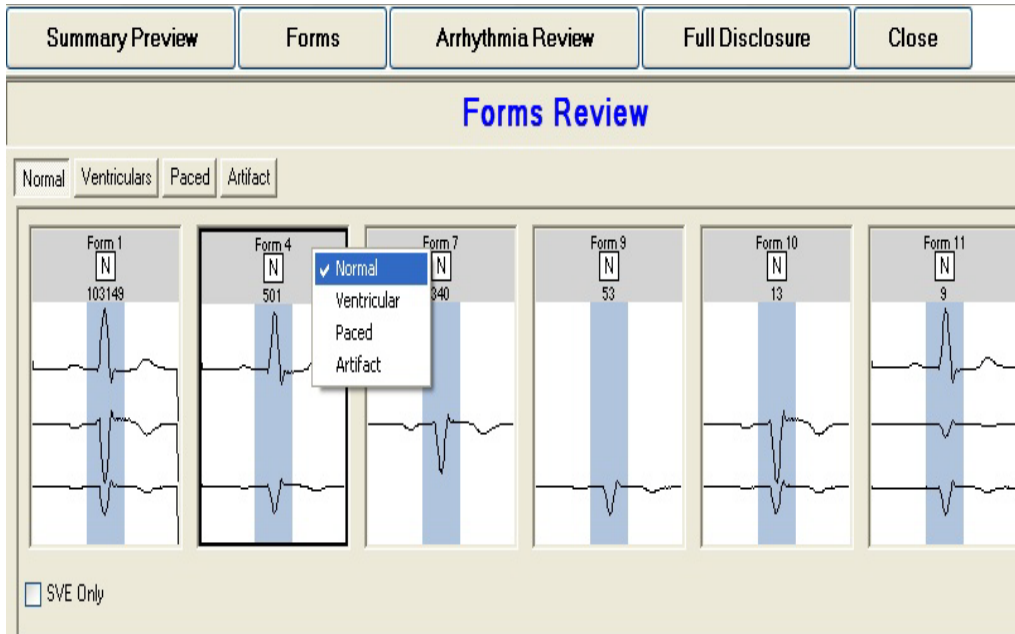 Summary Preview Forms Arrhythmia Review Full Disclosure Close
Forms Review
Normal Ventriculars Paced Artifact
Form 1 Form 4 Form 7 Form 9 Form 10 Form 11
N N N N N N
103149 501 340 53 13 9
Normal
Ventricular
Paced
Artifact
SVE Only